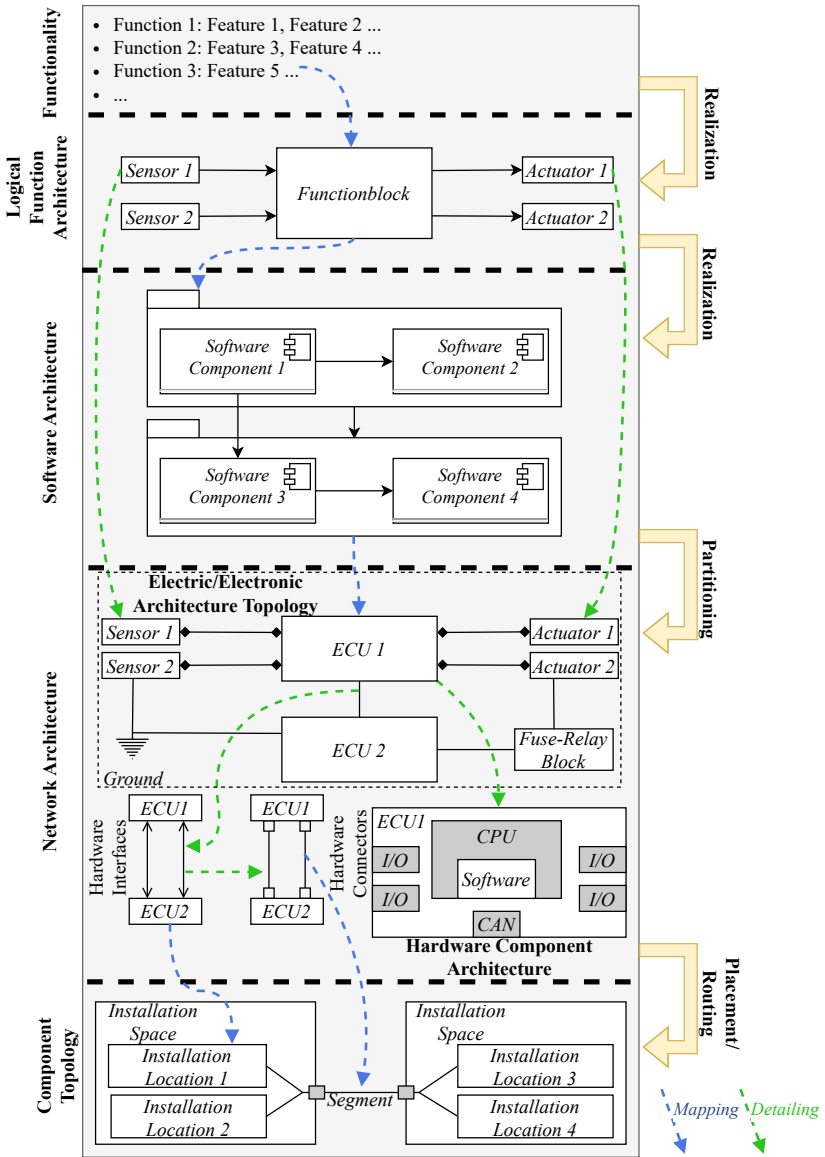 Functionality
• Function 1: Feature 1, Feature 2 ...
• Function 2: Feature 3, Feature 4 ...
• Function 3: Feature 5 ...
• ...
Realization
Logical
Function
Architecture
Sensor 1
Sensor 2
Functionblock
Actuator 1
Actuator 2
Realization
Software Architecture
Software
Component 1
Software
Component 2
Software
Component 3
Software
Component 4
Partitioning
Network Architecture
Electric/Electronic
Architecture Topology
Sensor 1
Sensor 2
ECU 1
Actuator 1
Actuator 2
ECU 2
Fuse-Relay
Block
Ground
Hardware
Interfaces
ECU1
ECU2
ECU1
ECU2
Hardware
Connectors
ECU1
CPU
Software
I/O
I/O
I/O
I/O
CAN
Hardware Component
Architecture
Placement/
Routing
Component
Topology
Installation
Space
Installation
Location 1
Installation
Location 2
Segment
Installation
Space
Installation
Location 3
Installation
Location 4
Mapping
Detailing